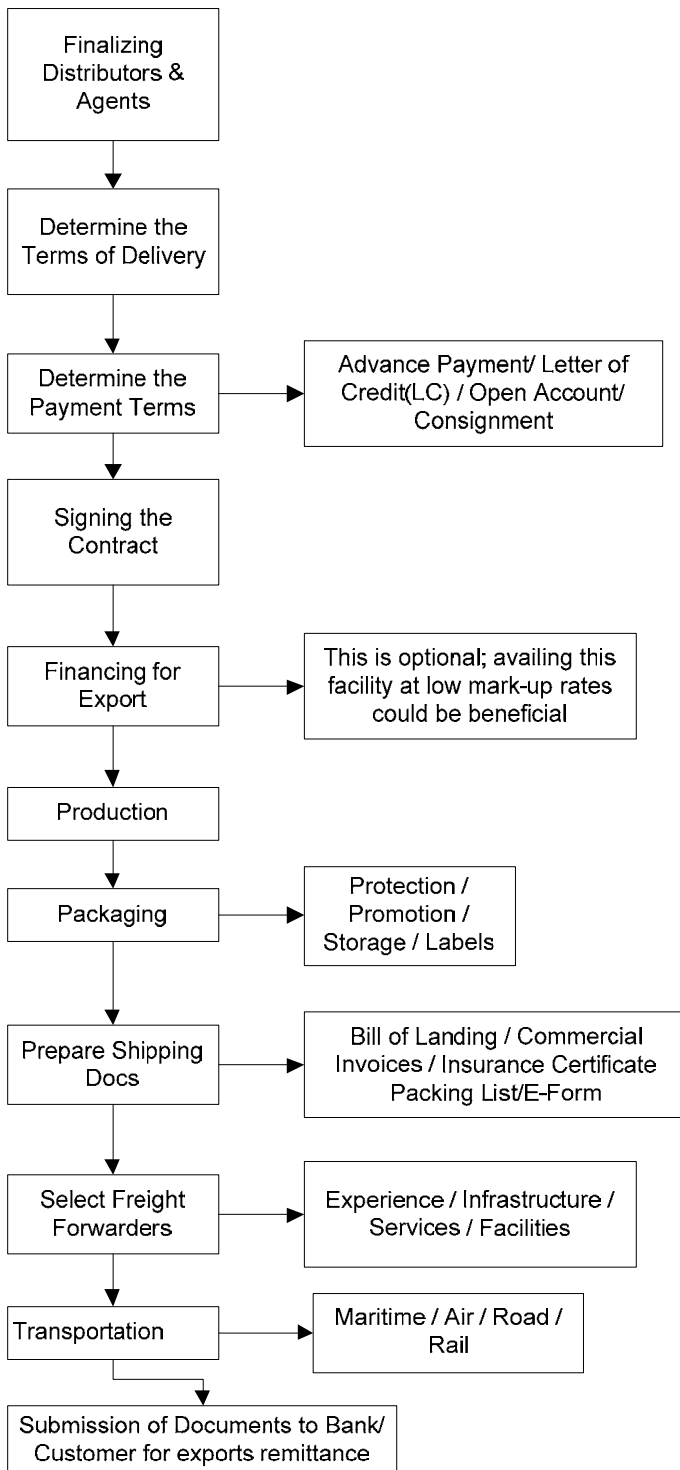 Finalizing
Distributors &
Agents
Determine the
Terms of Delivery
Determine the
Payment Terms
Advance Payment/ Letter of
Credit(LC) / Open Account/
Consignment
Signing the
Contract
Financing for
Export
This is optional; availing this
facility at low mark-up rates
could be beneficial
Production
Packaging
Protection /
Promotion /
Storage / Labels
Prepare Shipping
Docs
Bill of Landing / Commercial
Invoices / Insurance Certificate
Packing List/E-Form
Select Freight
Forwarders
Experience / Infrastructure /
Services / Facilities
Transportation
Maritime / Air / Road /
Rail
Submission of Documents to Bank/
Customer for exports remittance